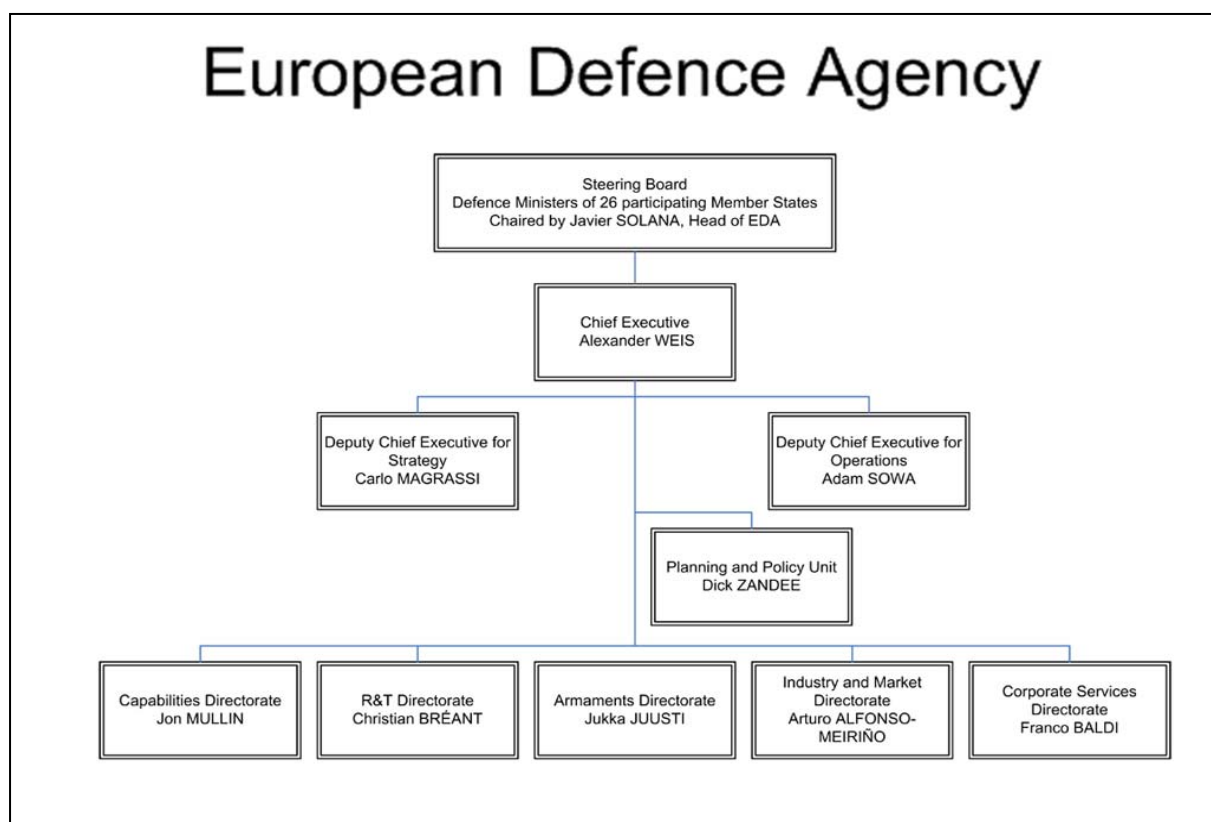 European Defence Agency
Steering Board
Defence Ministers of 26 participating Member States
Chaired by Javier SOLANA, Head of EDA
Chief Executive
Alexander WEIS
Deputy Chief Executive for
Strategy
Carlo MAGRASSI
Deputy Chief Executive for
Operations
Adam SOWA
Planning and Policy Unit
Dick ZANDEE
Capabilities Directorate
Jon MULLIN
R&T Directorate
Christian BRÉANT
Armaments Directorate
Jukka JUUSTI
Industry and Market
Directorate
Arturo ALFONSO-
MEIRIÑO
Corporate Services
Directorate
Franco BALDI